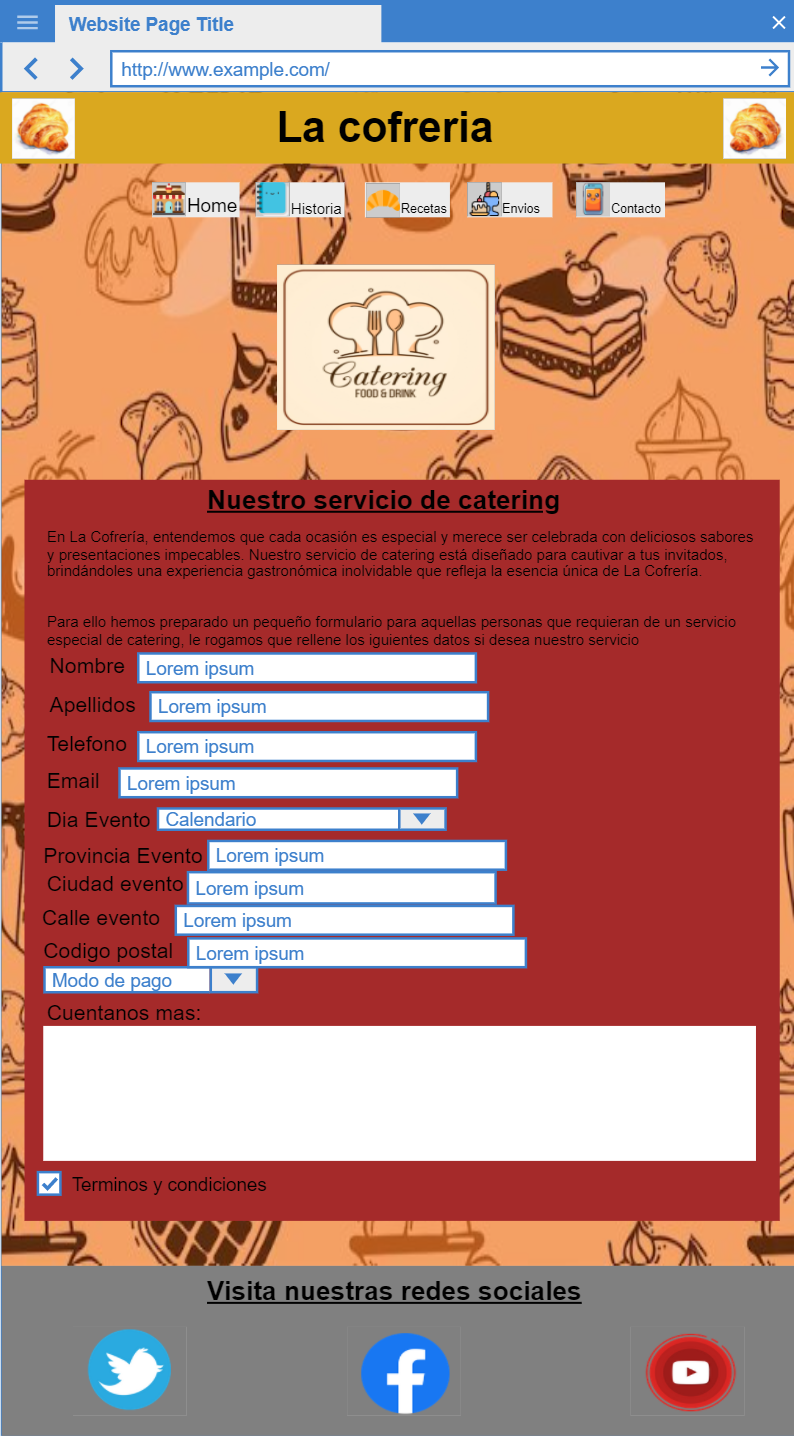 Website Page Title
http://www.example.com/
La cofreria
Home Historia Recetas Envios Contacto
Catering
FOOD & DRINK
Nuestro servicio de catering
En La Cofrería, entendemos que cada ocasión es especial y merece ser celebrada con deliciosos sabores
y presentaciones impecables. Nuestro servicio de catering está diseñado para cautivar a tus invitados,
brindándoles una experiencia gastronómica inolvidable que refleja la esencia única de La Cofrería.
Para ello hemos preparado un pequeño formulario para aquellas personas que requieran de un servicio
especial de catering, le rogamos que rellene los iguientes datos si desea nuestro servicio
Nombre Lorem ipsum
Apellidos Lorem ipsum
Telefono Lorem ipsum
Email Lorem ipsum
Dia Evento Calendario
Provincia Evento Lorem ipsum
Ciudad evento Lorem ipsum
Calle evento Lorem ipsum
Codigo postal Lorem ipsum
Modo de pago
Cuentanos mas:
Terminos y condiciones
Visita nuestras redes sociales